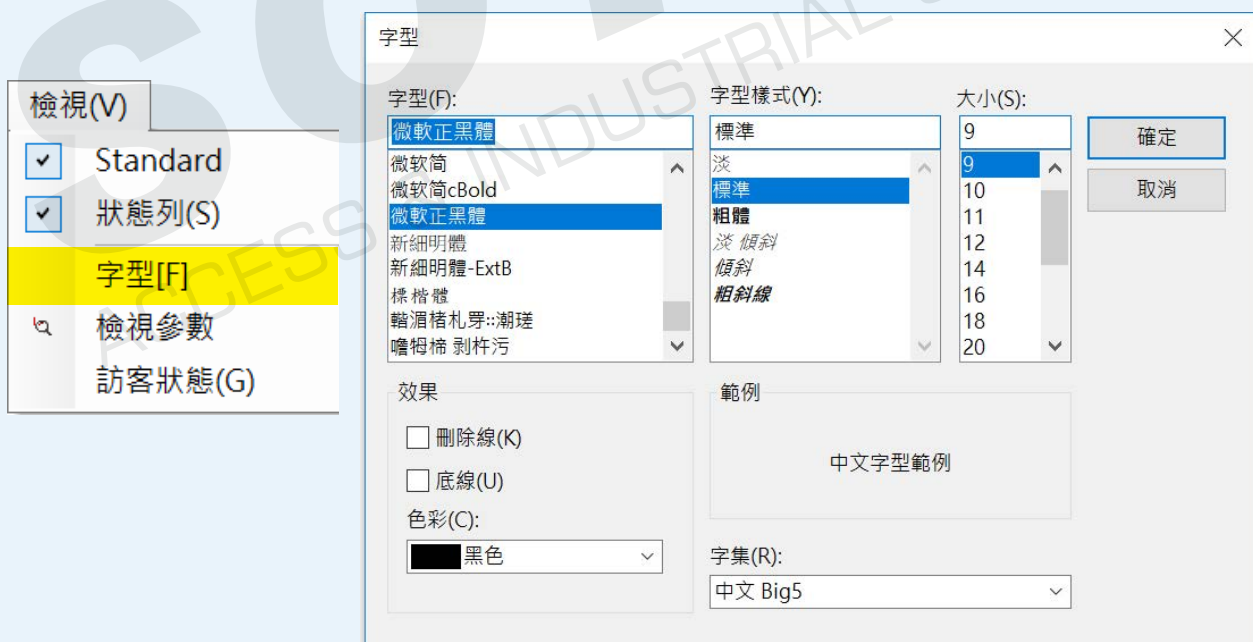 檢視(V)
Standard
狀態列(S)
字型[F]
檢視參數
訪客狀態(G)
字型
字型(F):
微軟正黑體
微软简
微软简cBold
微軟正黑體
新細明體
新細明體-ExtB
標楷體
字型樣式(Y):
標準
淡
標準
粗體
淡 傾斜
傾斜
粗斜線
大小(S):
9
9
10
11
12
14
16
18
20
確定
取消
效果
刪除線(K)
底線(U)
色彩(C):
黑色
範例
中文字型範例
字集(R):
中文 Big5
ACCESS & INDUSTRIAL